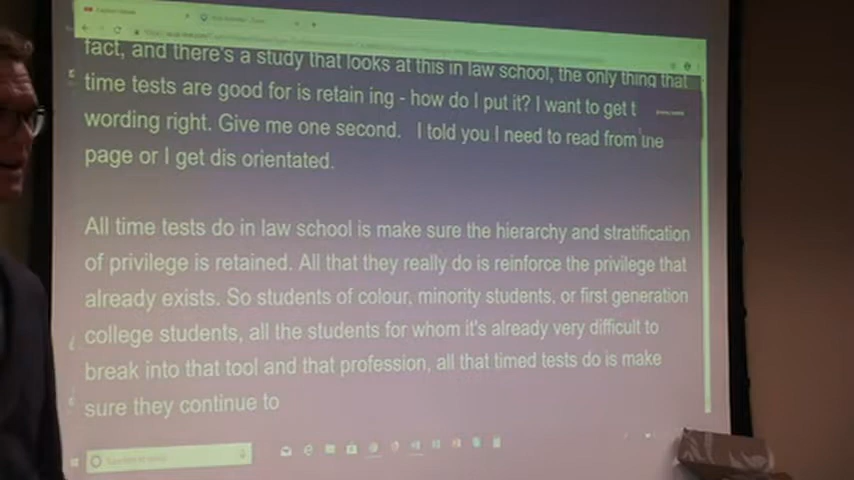 fact, and there's a study that looks at this in law school, the only thing that
time tests are good for is retain ing - how do I put it? I want to get t
wording right. Give me one second. I told you I need to read from the
page or I get dis orientated.
All time tests do in law school is make sure the hierarchy and stratification
of privilege is retained. All that they really do is reinforce the privilege that
already exists. So students of colour, minority students, or first generation
college students, all the students for whom it's already very difficult to
break into that tool and that profession, all that timed tests do is make
sure they continue to